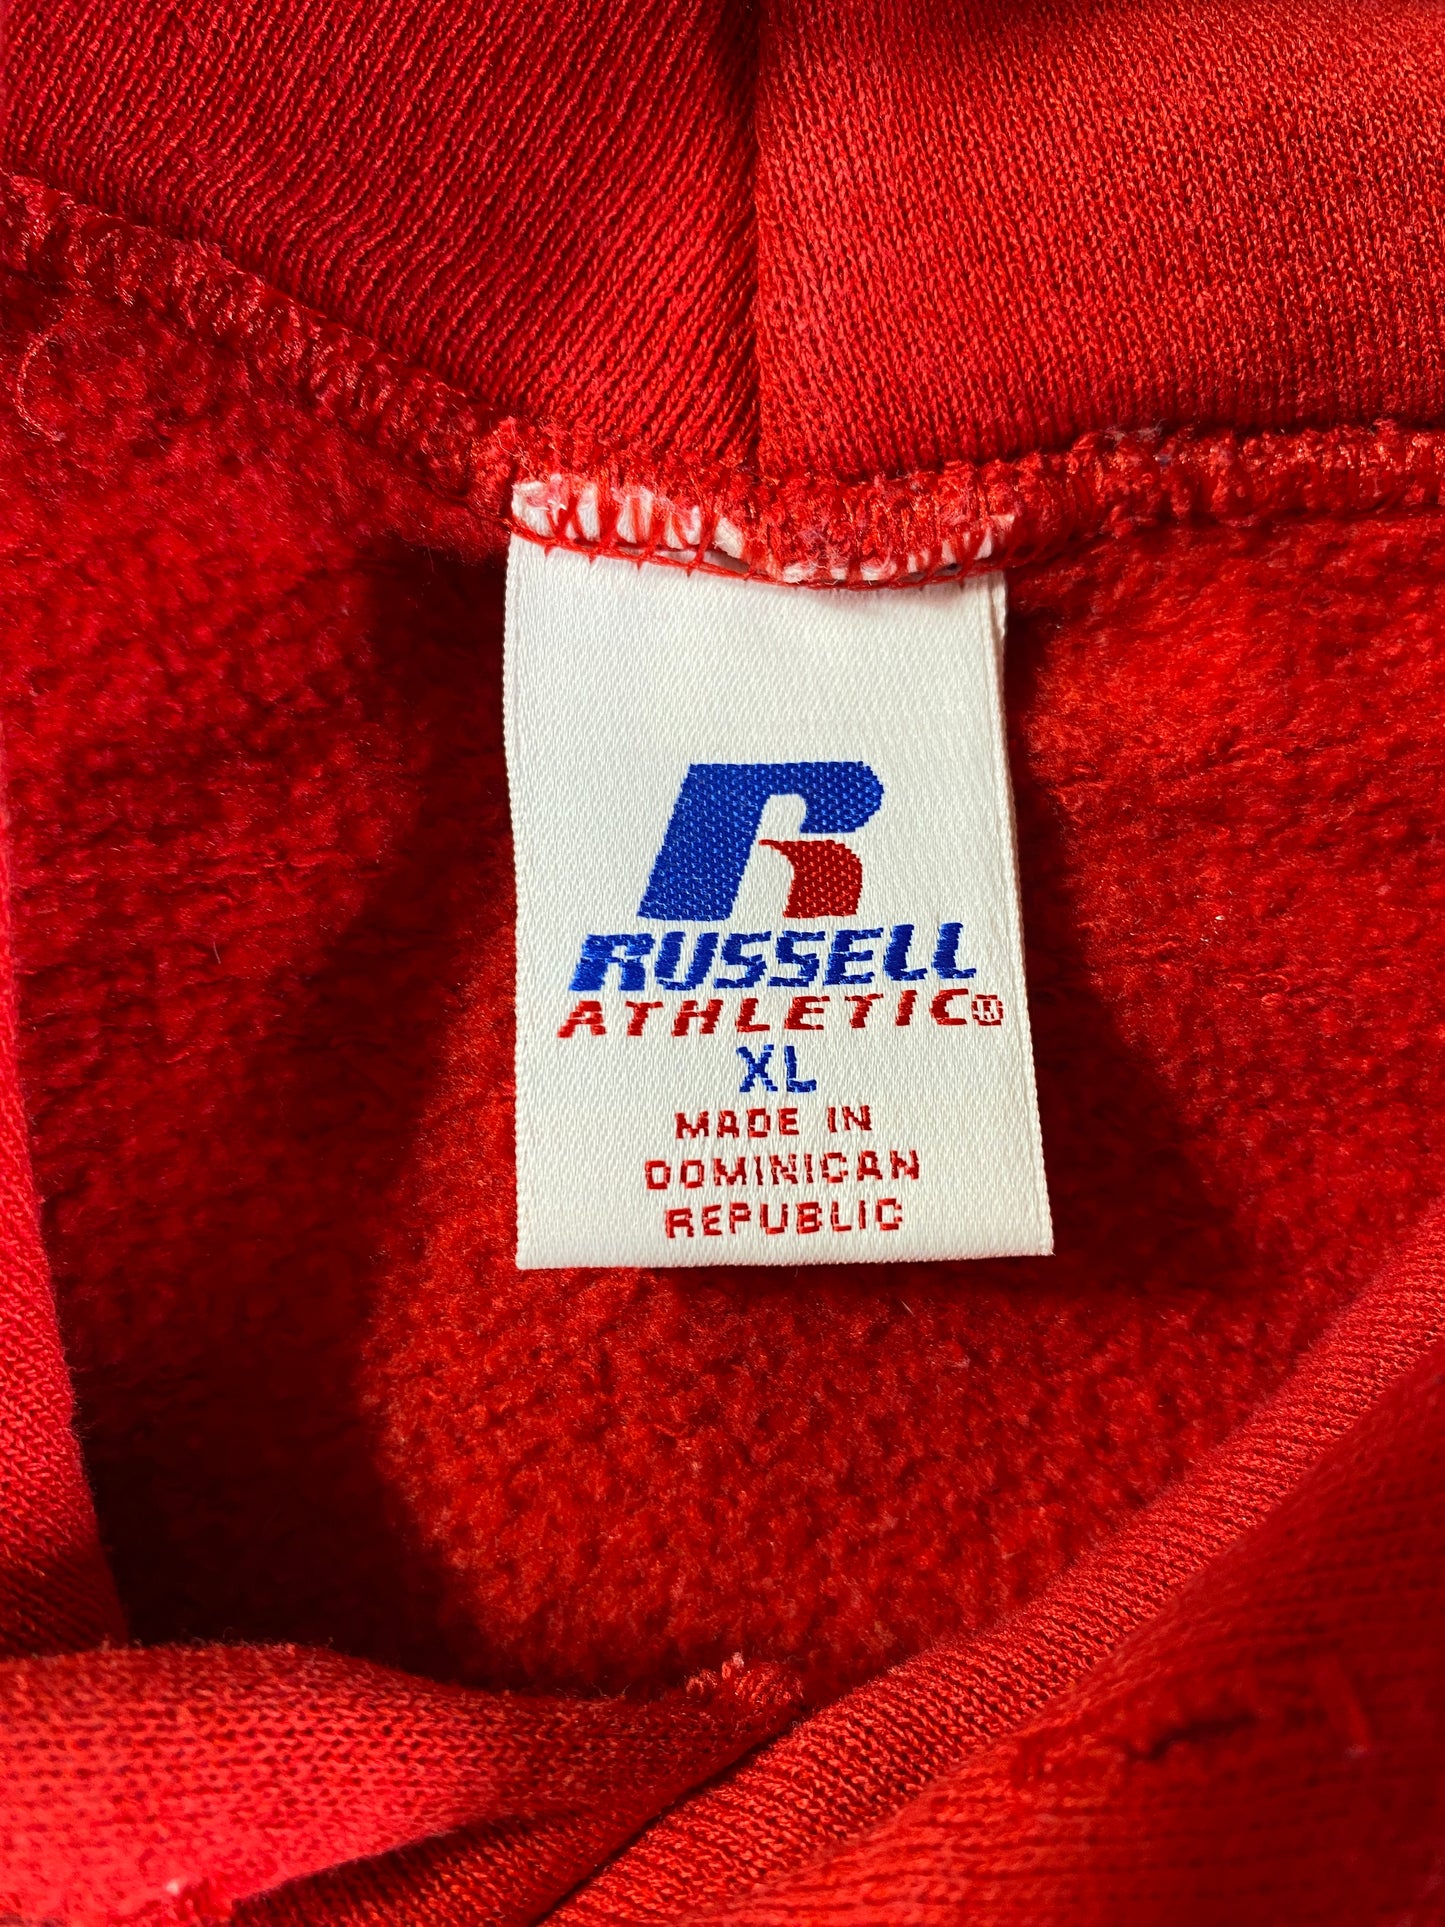 R
RUSSELL
ATHLETIC®
XL
MADE IN
DOMINICAN
REPUBLIC